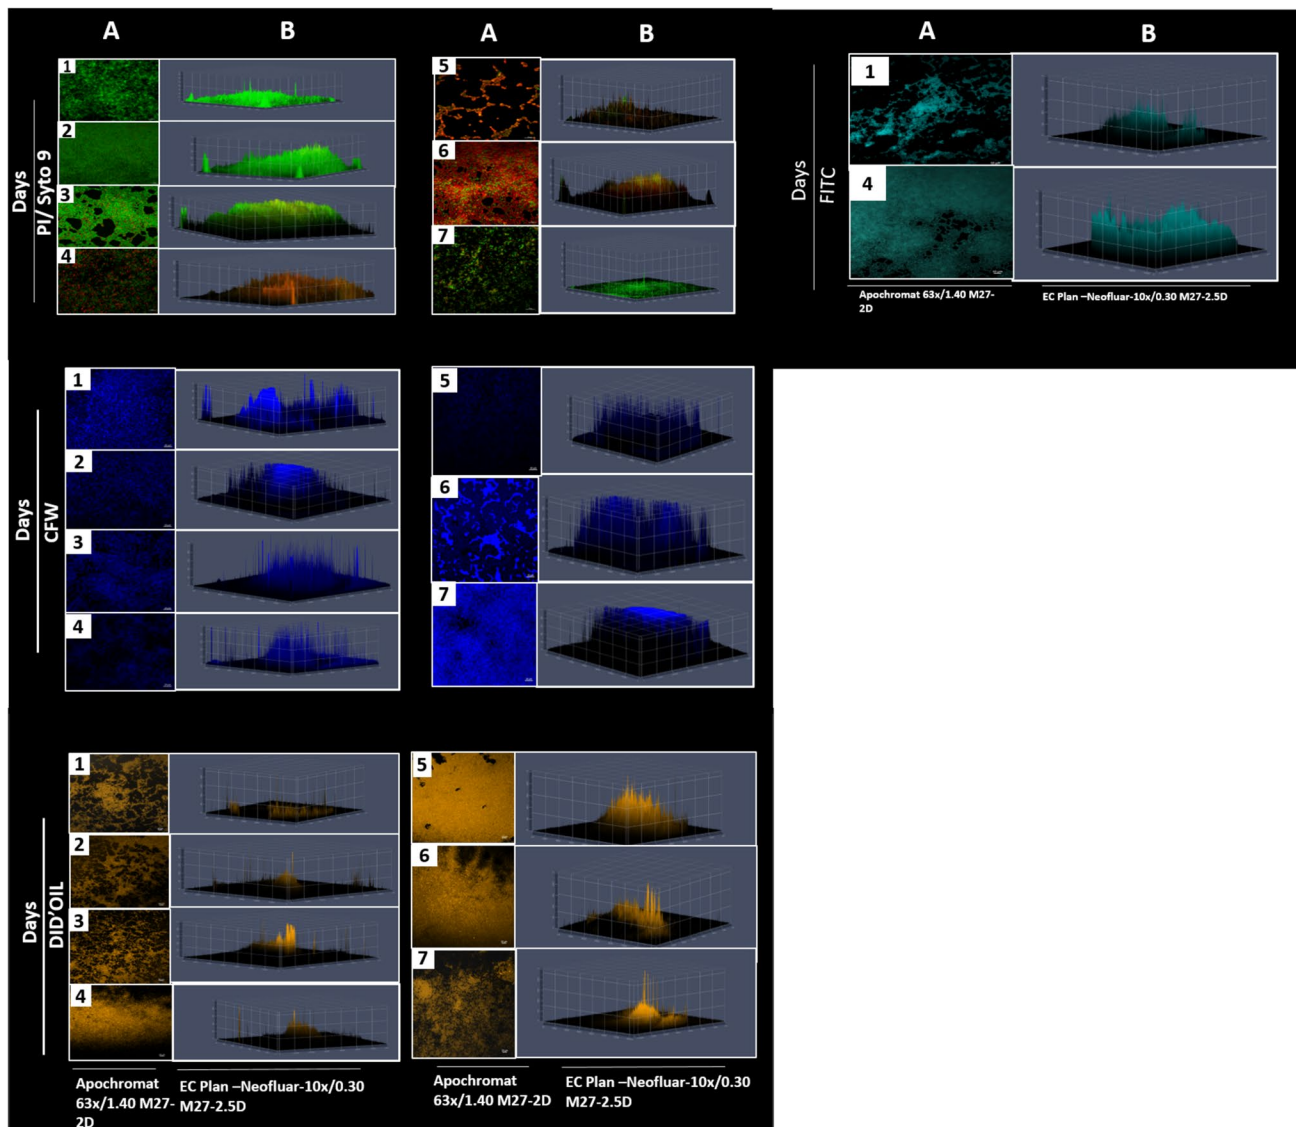 A
B
A
B
A
B
Days
PI/ Syto 9
1
2
3
4
5
6
7
Days
FITC
1
4
Apochromat 63x/1.40 M27-
2D
EC Plan –Neofluar-10x/0.30 M27-2.5D
Days
CFW
1
2
3
4
5
6
7
Days
DID'OIL
1
2
3
4
5
6
7
Apochromat
63x/1.40 M27-
2D
EC Plan –Neofluar-10x/0.30
M27-2.5D
Apochromat
63x/1.40 M27-2D
EC Plan –Neofluar-10x/0.30
M27-2.5D